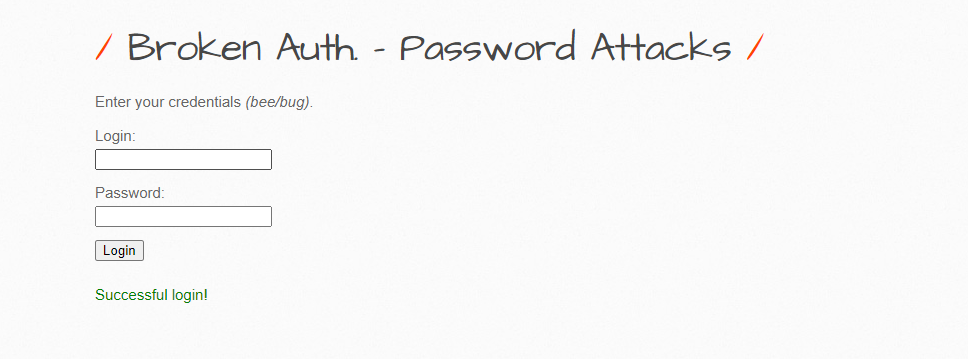 / Broken Auth. - Password Attacks /
Enter your credentials (bee/bug).
Login:
Password:
Login
Successful login!